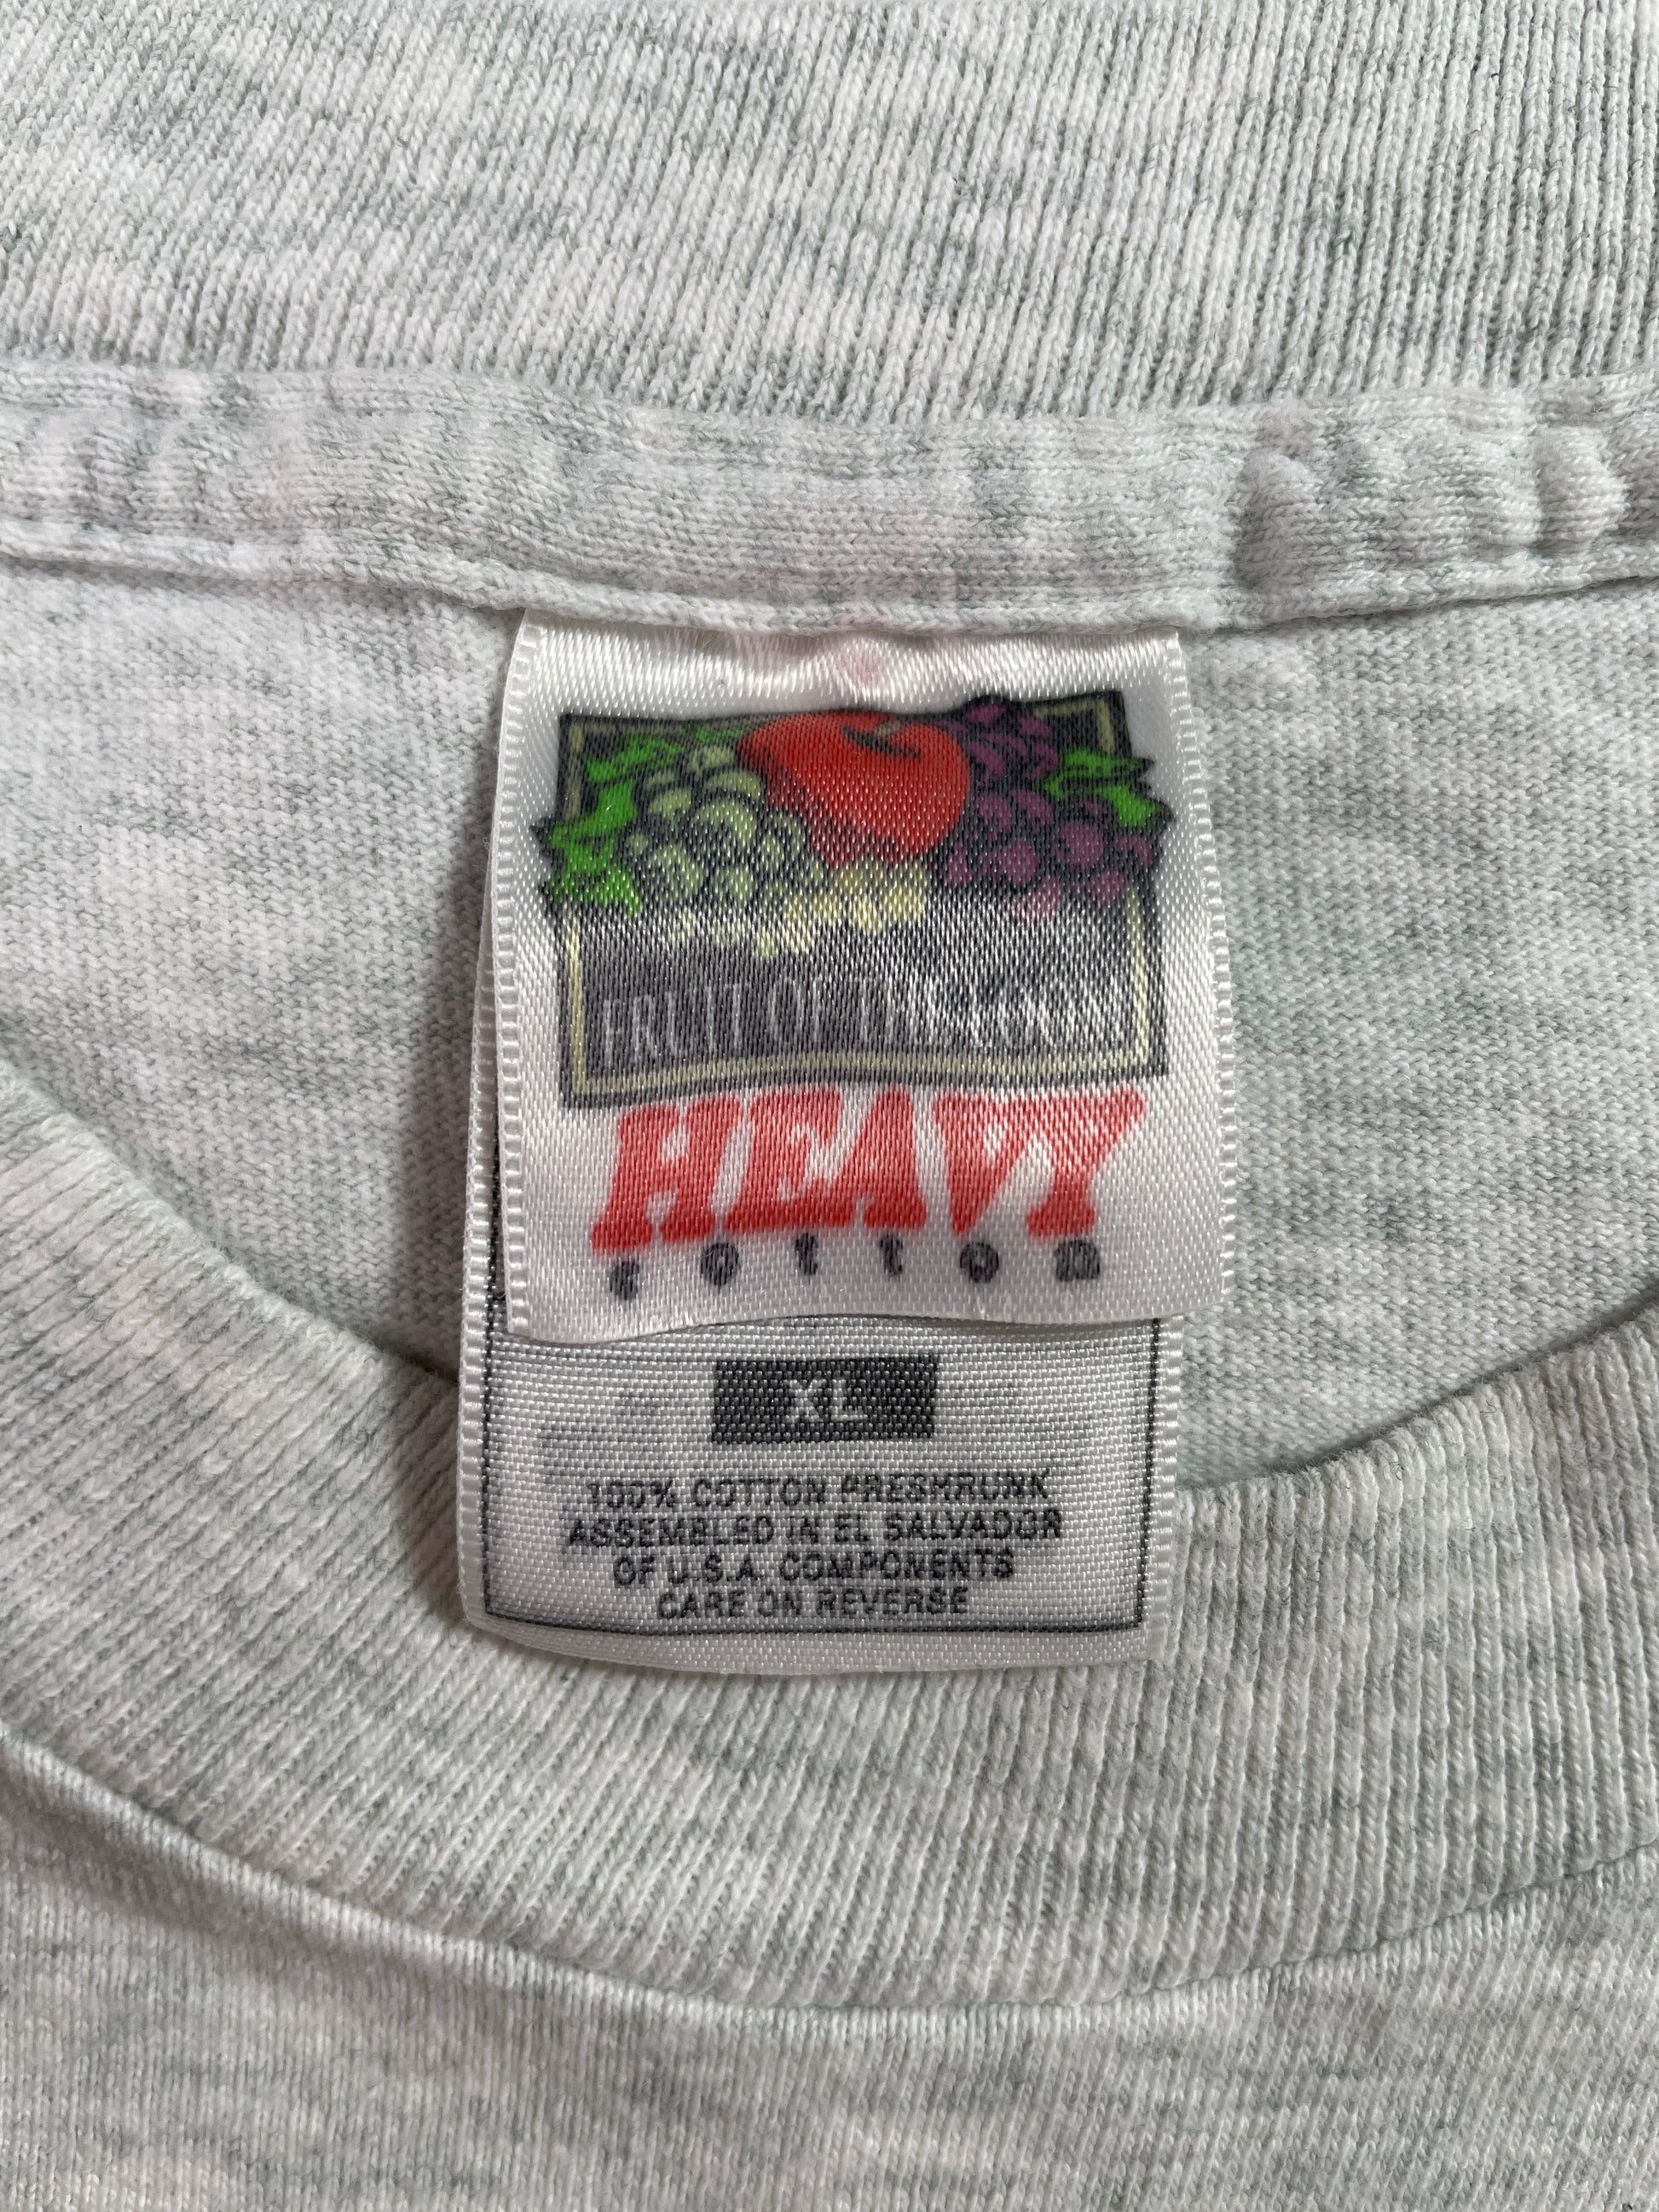 FRUIT OF THE LOOM
HEAVY
cotton
XL
100% COTTON PRESHRUNK
ASSEMBLED IN EL SALVADOR
OF U.S.A. COMPONENTS
CARE ON REVERSE